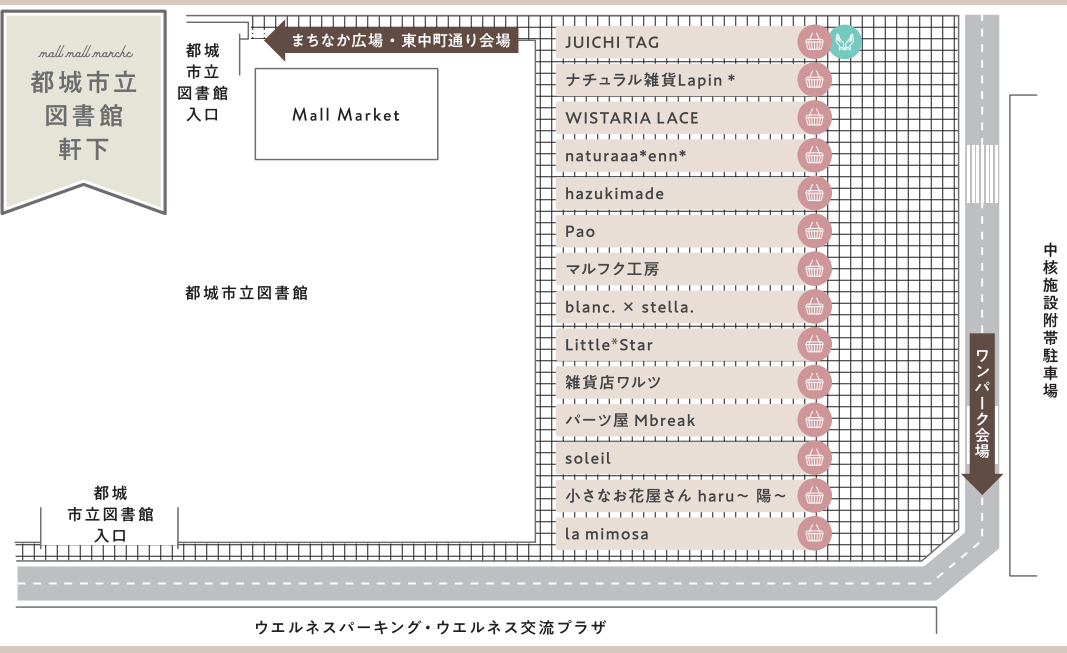 mall mall marche
都城市立
図書館
軒下
都城
市立
図書館
入口
まちなか広場・東中町通り会場
Mall Market
都城市立図書館
都城
市立図書館
入口
JUICHI TAG
ナチュラル雑貨Lapin *
WISTARIA LACE
naturaaa*enn*
hazukimade
Pao
マルフク工房
blanc. × stella.
Little*Star
雑貨店ワルツ
パーツ屋 Mbreak
soleil
小さなお花屋さん haru〜 陽〜
la mimosa
ワンパーク会場
中核施設附帯駐車場
ウエルネスパーキング・ウエルネス交流プラザ